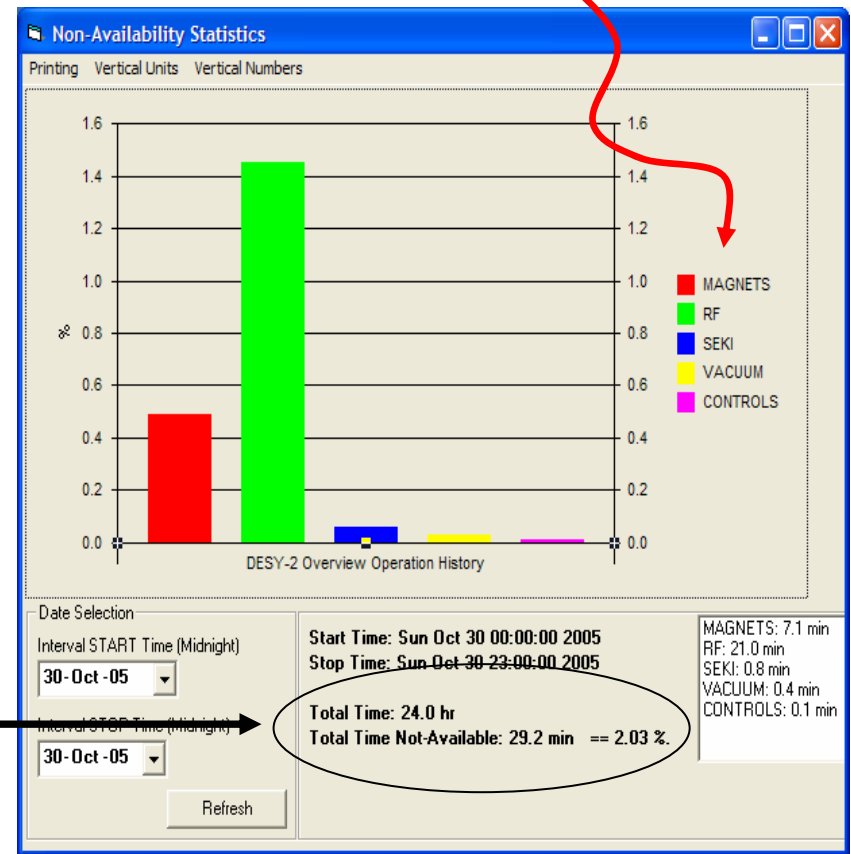 Non-Availability Statistics
Printing Vertical Units Vertical Numbers
1.6 1.6
1.4 1.4
1.2 1.2
1.0 1.0
% 0.8 0.8
0.6 0.6
0.4 0.4
0.2 0.2
0.0 0.0
DESY-2 Overview Operation History
MAGNETS
RF
SEKI
VACUUM
CONTROLS
Date Selection
Interval START Time (Midnight)
30-Oct-05
Interval STOP Time (Midnight)
30-Oct-05
Refresh
Start Time: Sun Oct 30 00:00:00 2005
Stop Time: Sun Oct 30 23:00:00 2005
Total Time: 24.0 hr
Total Time Not-Available: 29.2 min == 2.03 %.
MAGNETS: 7.1 min
RF: 21.0 min
SEKI: 0.8 min
VACUUM: 0.4 min
CONTROLS: 0.1 min